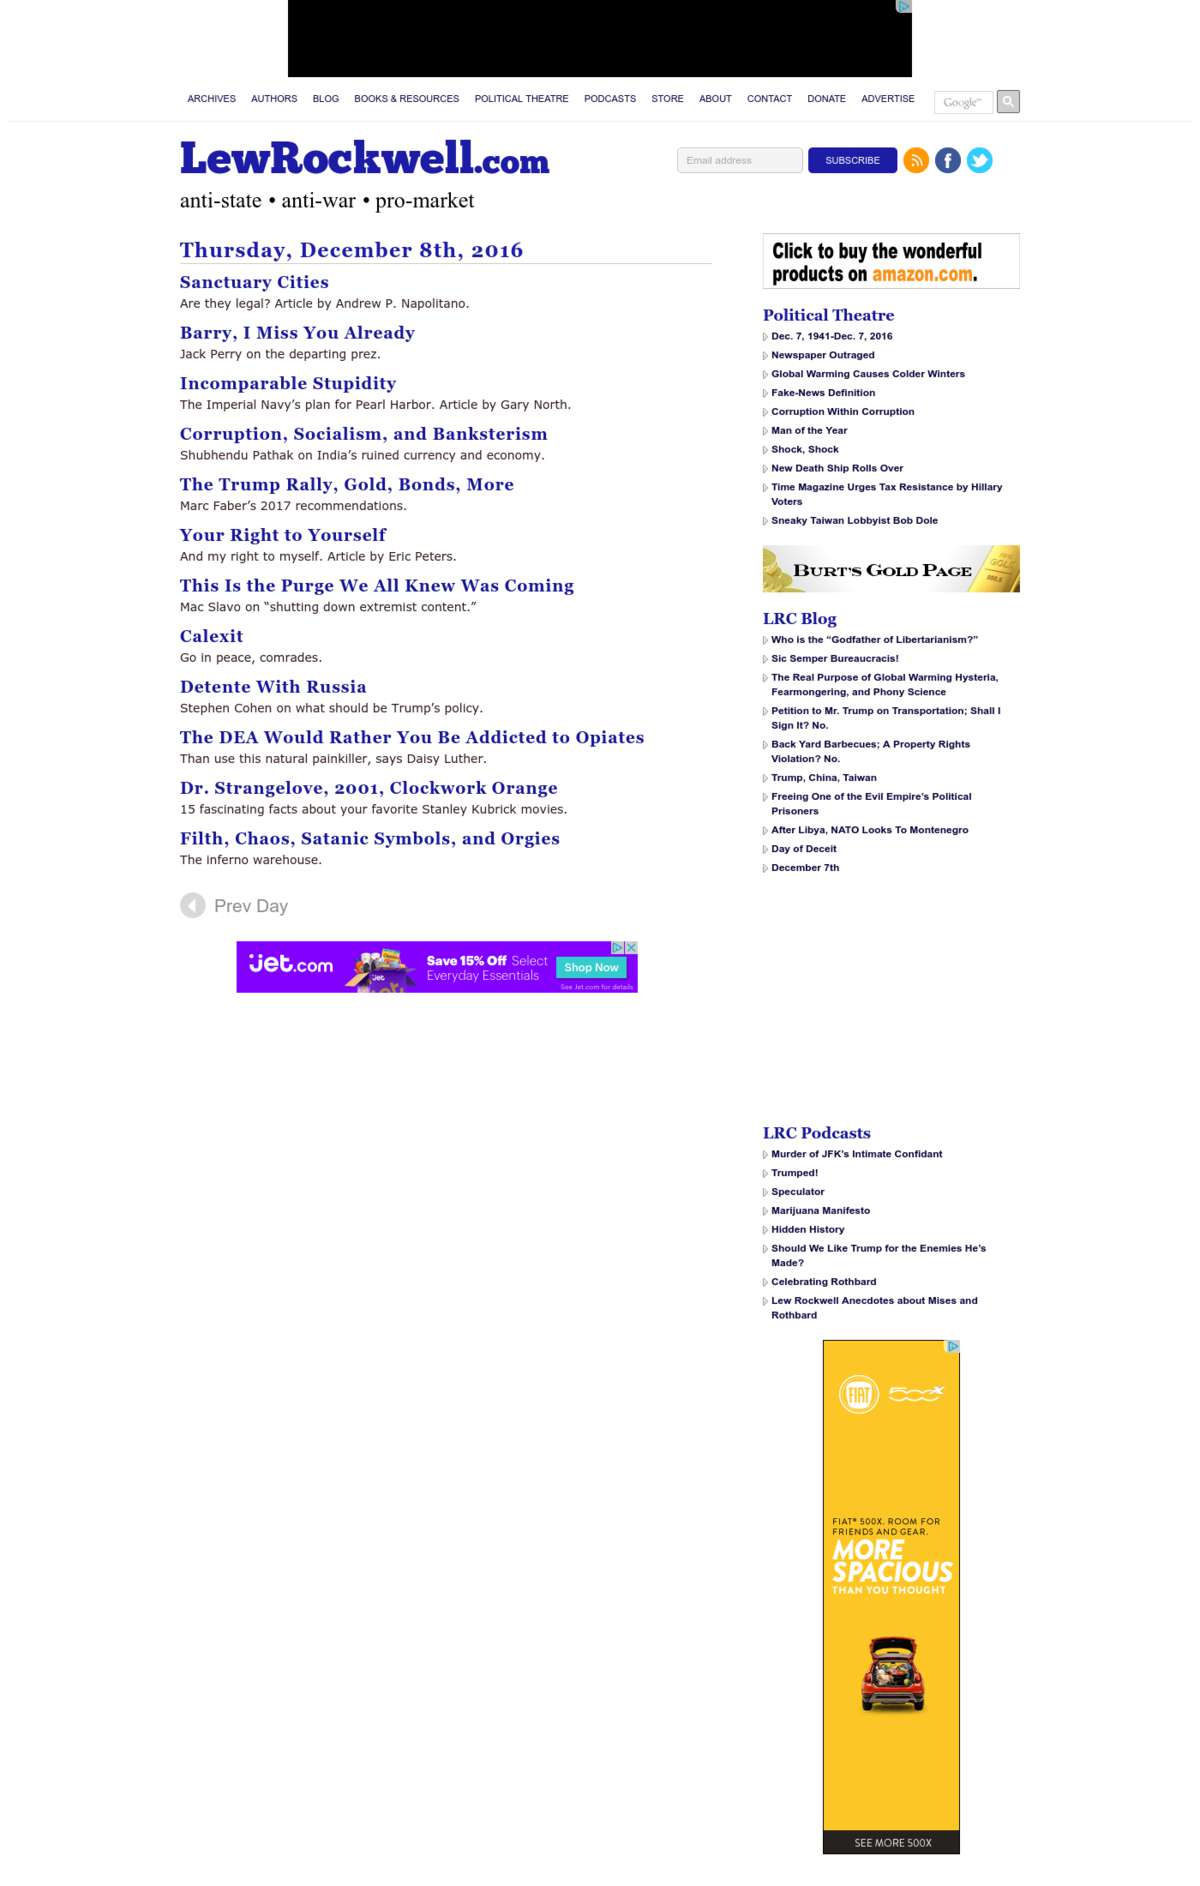 ARCHIVES AUTHORS BLOG BOOKS & RESOURCES POLITICAL THEATRE PODCASTS STORE ABOUT CONTACT DONATE ADVERTISE Google™
LewRockwell.com
Email address SUBSCRIBE
anti-state • anti-war • pro-market
Thursday, December 8th, 2016
Sanctuary Cities
Are they legal? Article by Andrew P. Napolitano.
Barry, I Miss You Already
Jack Perry on the departing prez.
Incomparable Stupidity
The Imperial Navy’s plan for Pearl Harbor. Article by Gary North.
Corruption, Socialism, and Banksterism
Shubhendu Pathak on India’s ruined currency and economy.
The Trump Rally, Gold, Bonds, More
Marc Faber’s 2017 recommendations.
Your Right to Yourself
And my right to myself. Article by Eric Peters.
This Is the Purge We All Knew Was Coming
Mac Slavo on “shutting down extremist content.”
Calexit
Go in peace, comrades.
Detente With Russia
Stephen Cohen on what should be Trump’s policy.
The DEA Would Rather You Be Addicted to Opiates
Than use this natural painkiller, says Daisy Luther.
Dr. Strangelove, 2001, Clockwork Orange
15 fascinating facts about your favorite Stanley Kubrick movies.
Filth, Chaos, Satanic Symbols, and Orgies
The inferno warehouse.
Prev Day
jet.com
Jet
Save 15% Off Select
Everyday Essentials
Shop Now
See Jet.com for details
Click to buy the wonderful
products on amazon.com.
Political Theatre
Dec. 7, 1941-Dec. 7, 2016
Newspaper Outraged
Global Warming Causes Colder Winters
Fake-News Definition
Corruption Within Corruption
Man of the Year
Shock, Shock
New Death Ship Rolls Over
Time Magazine Urges Tax Resistance by Hillary
Voters
Sneaky Taiwan Lobbyist Bob Dole
BURT'S GOLD PAGE
GOLD
LRC Blog
Who is the “Godfather of Libertarianism?”
Sic Semper Bureaucracis!
The Real Purpose of Global Warming Hysteria,
Fearmongering, and Phony Science
Petition to Mr. Trump on Transportation; Shall I
Sign It? No.
Back Yard Barbecues; A Property Rights
Violation? No.
Trump, China, Taiwan
Freeing One of the Evil Empire’s Political
Prisoners
After Libya, NATO Looks To Montenegro
Day of Deceit
December 7th
LRC Podcasts
Murder of JFK’s Intimate Confidant
Trumped!
Speculator
Marijuana Manifesto
Hidden History
Should We Like Trump for the Enemies He’s
Made?
Celebrating Rothbard
Lew Rockwell Anecdotes about Mises and
Rothbard
FIAT 500X
FIAT® 500X. ROOM FOR
FRIENDS AND GEAR.
MORE
SPACIOUS
THAN YOU THOUGHT
SEE MORE 500X